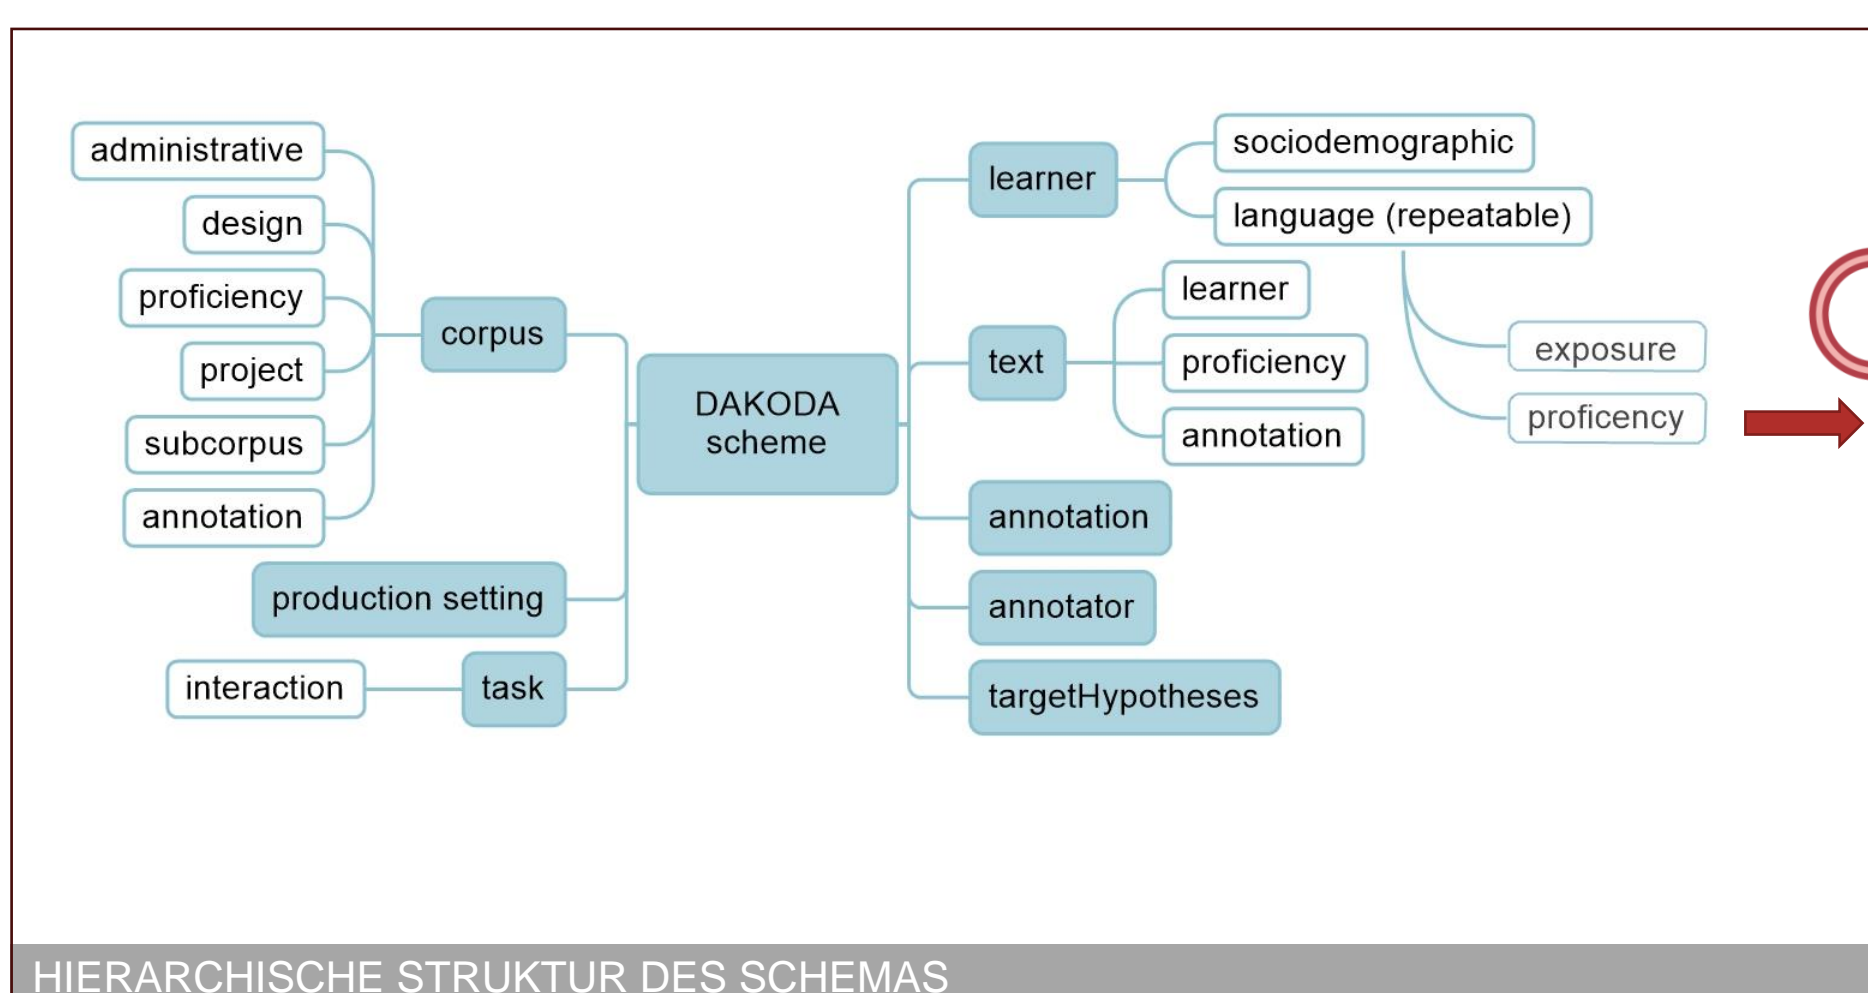 administrative
design
proficiency
project
subcorpus
annotation
corpus
production setting
interaction
task
DAKODA
scheme
learner
sociodemographic
language (repeatable)
exposure
proficency
text
learner
proficiency
annotation
annotation
annotator
targetHypotheses
HIERARCHISCHE STRUKTUR DES SCHEMAS